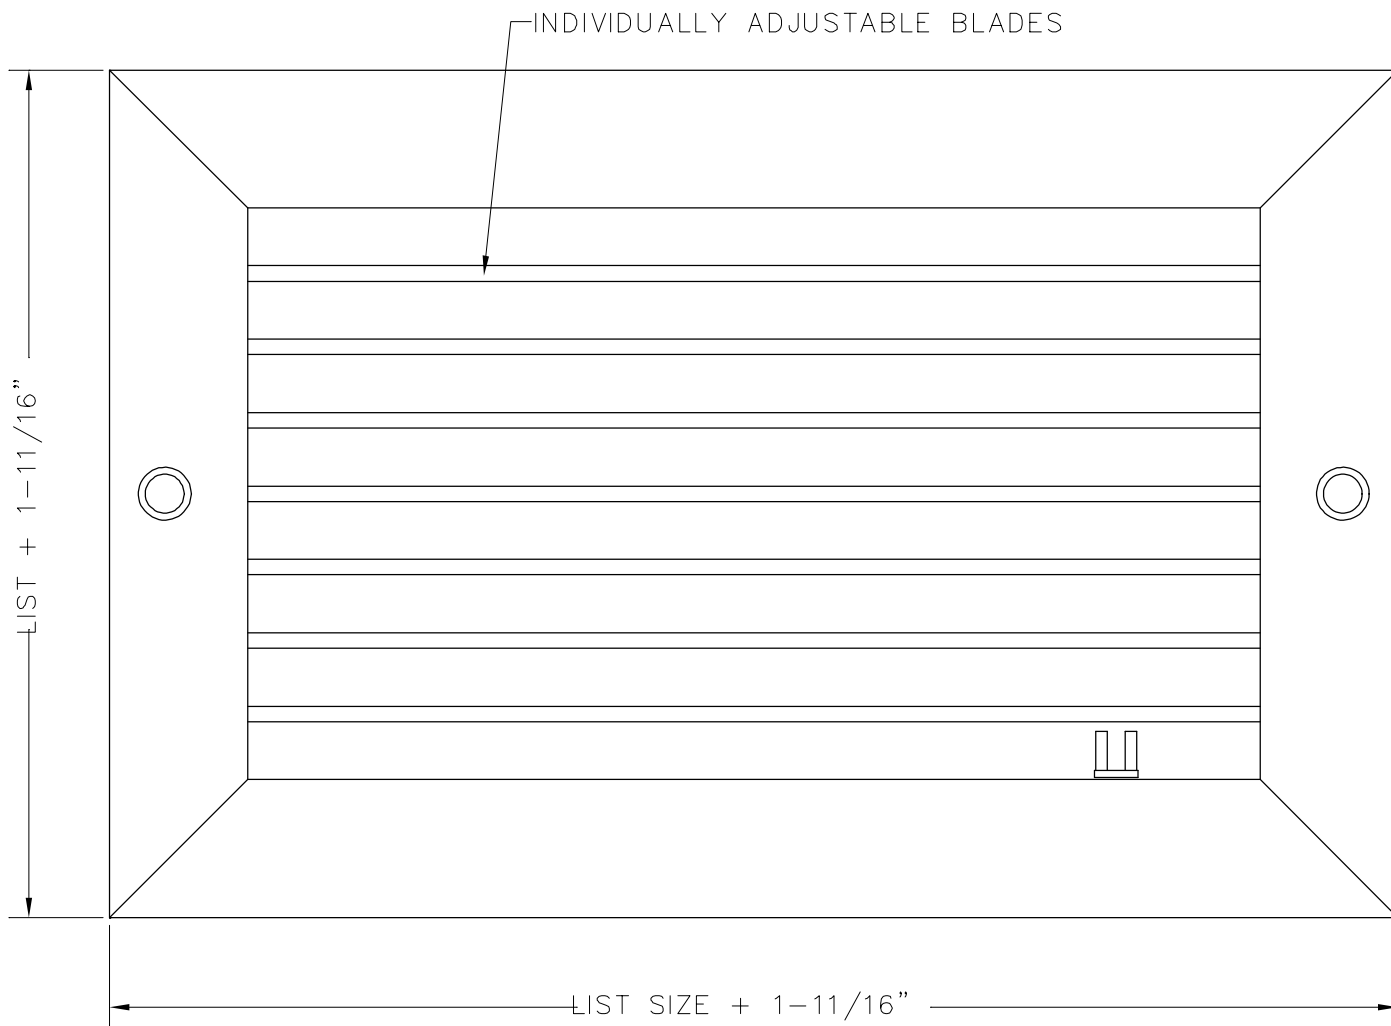 INDIVIDUALLY ADJUSTABLE BLADES
LIST + 1-11/16"
LIST SIZE + 1-11/16"